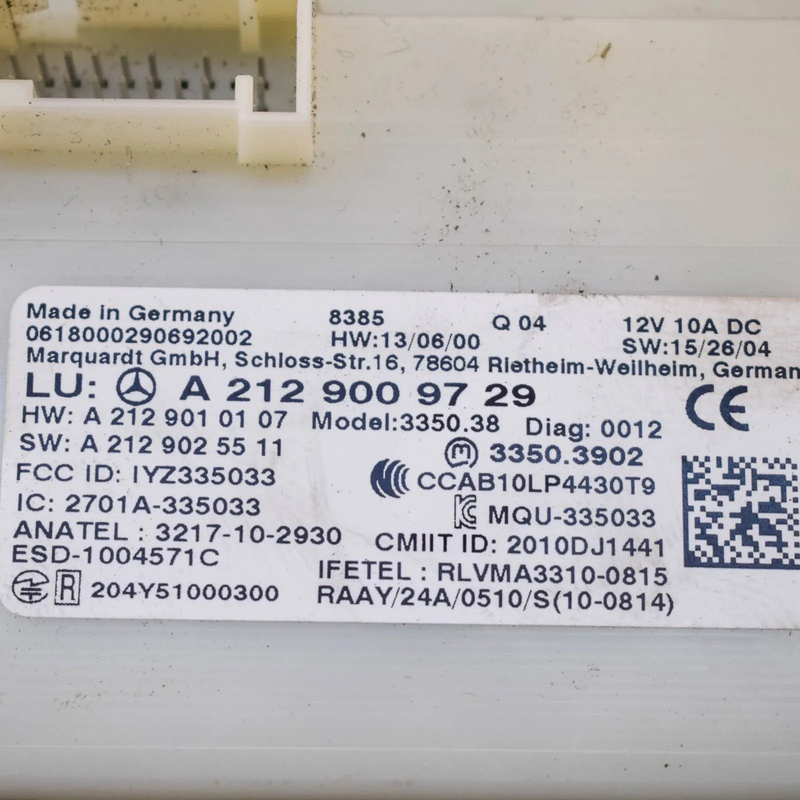 Made in Germany 8385 Q 04 12V 10A DC
0618000290692002 HW:13/06/00 SW:15/26/04
Marquardt GmbH, Schloss-Str.16, 78604 Rietheim-Weilheim, German
LU: A 212 900 97 29 CE
HW: A 212 901 01 07 Model:3350.38 Diag: 0012
SW: A 212 902 55 11 m 3350.3902
FCC ID: IYZ335033 CCAB10LP4430T9
IC: 2701A-335033 MQU-335033
ANATEL : 3217-10-2930 CMIIT ID: 2010DJ1441
ESD-1004571C IFETEL : RLVMA3310-0815
R 204Y51000300 RAAY/24A/0510/S(10-0814)